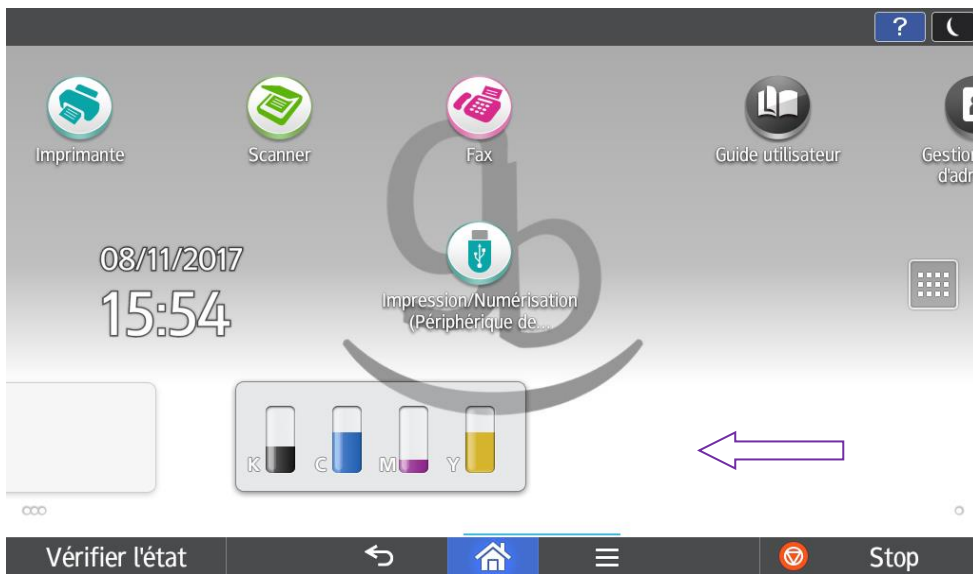 ?
Imprimante
Scanner
Fax
Guide utilisateur
Gestion
d'adr
08/11/2017
15:54
Impression/Numérisation
(Périphérique de...
K C M Y
Vérifier l'état
Stop